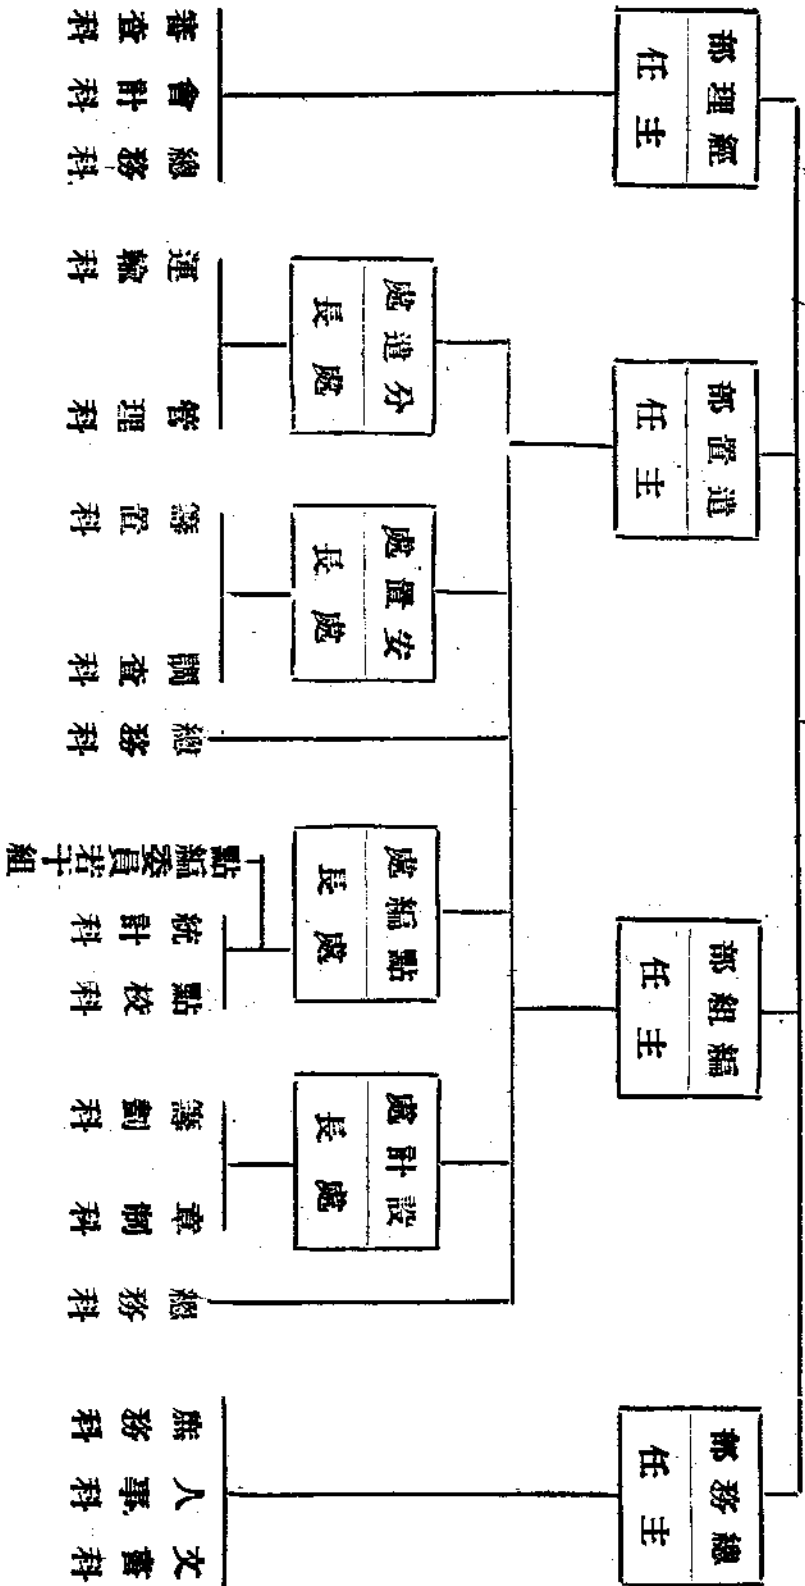 總務部
主任
編組部
主任
遣置部
主任
經理部
主任
設計處
處長
點編處
處長
安置處
處長
分遣處
處長
文書科
人事科
庶務科
總務科
章制科
籌劃科
點校科
統計科
點編委員若干組
總務科
調查科
籌置科
管理科
運輸科
總務科
會計科
審查科